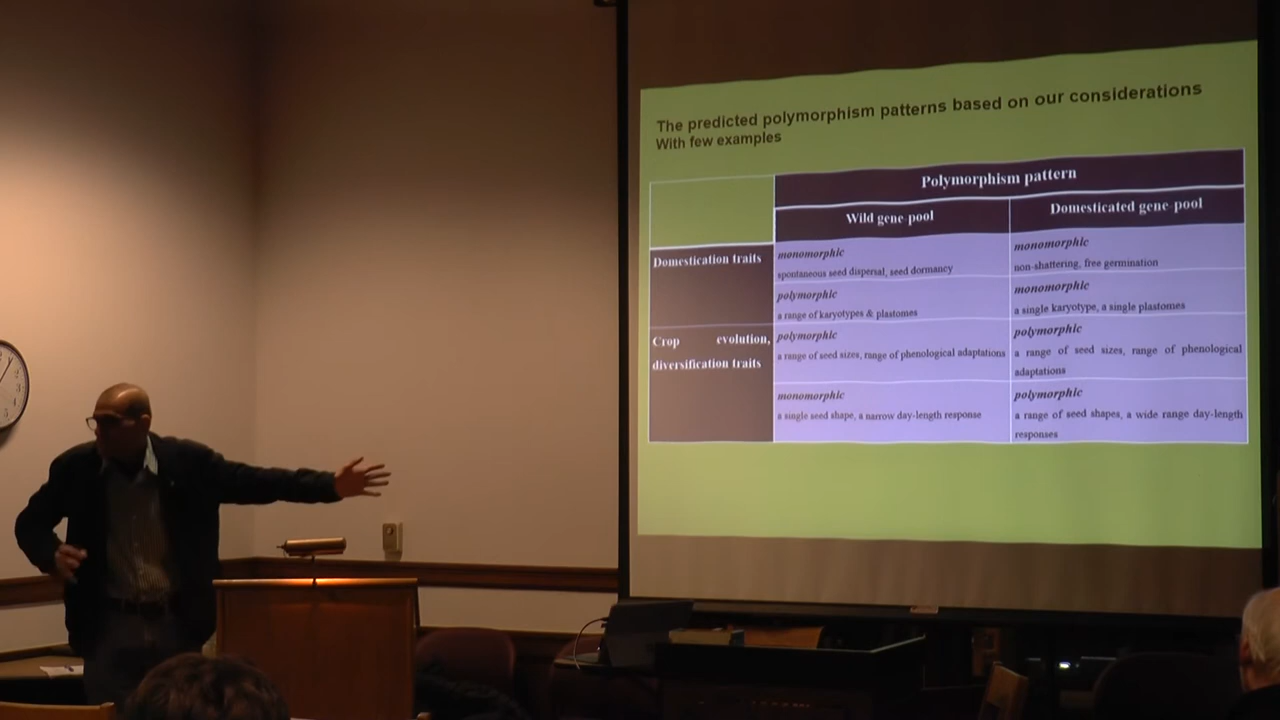 The predicted polymorphism patterns based on our considerations
With few examples
Polymorphism pattern
Wild gene-pool
Domesticated gene-pool
Domestication traits
monomorphic
spontaneous seed dispersal, seed dormancy
monomorphic
non-shattering, free germination
polymorphic
a range of karyotypes & plastomes
monomorphic
a single karyotype, a single plastomes
Crop evolution,
diversification traits
polymorphic
a range of seed sizes, range of phenological adaptations
polymorphic
a range of seed sizes, range of phenological
adaptations
monomorphic
a single seed shape, a narrow day-length response
polymorphic
a range of seed shapes, a wide range day-length
responses